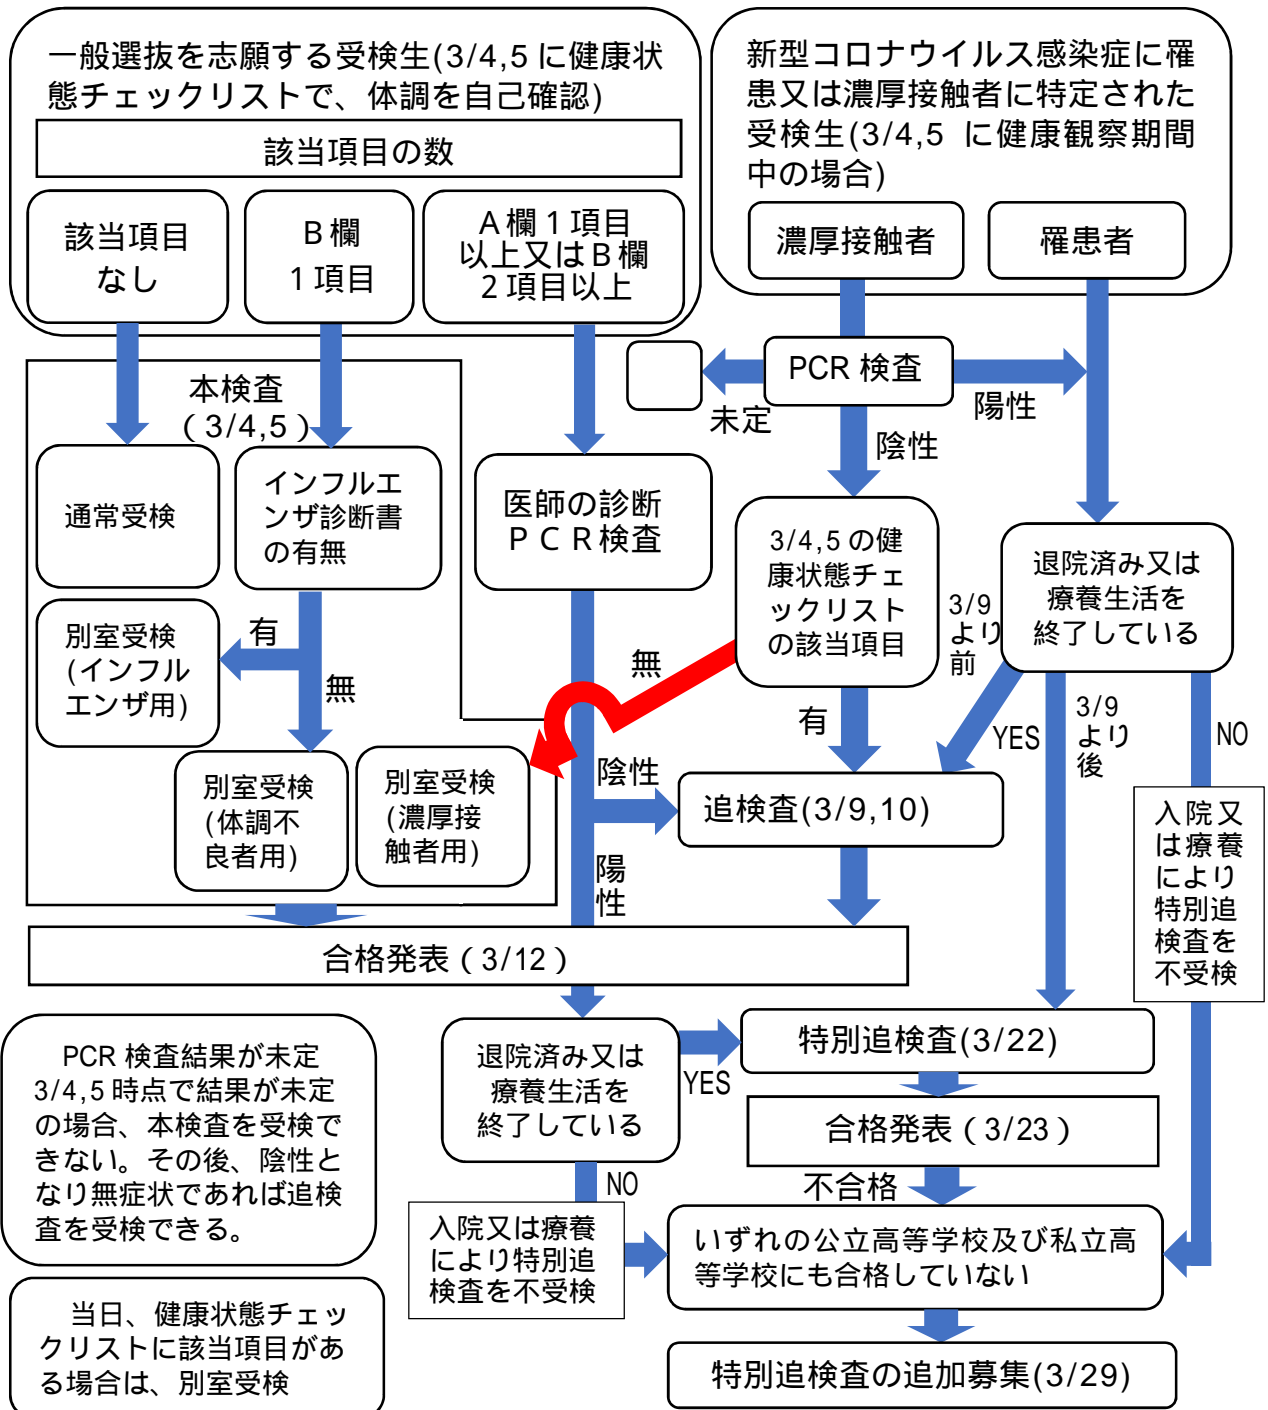 一般選抜を志願する受検生(3/4,5 に健康状
態チェックリストで、体調を自己確認)
該当項目の数
該当項目
なし
B欄
1項目
A欄1項目
以上又はB欄
2項目以上
新型コロナウイルス感染症に罹
患又は濃厚接触者に特定された
受検生(3/4,5 に健康観察期間
中の場合)
濃厚接触者
罹患者
PCR 検査
未定
陽性
陰性
本検査
(3/4,5)
通常受検
インフルエ
ンザ診断書
の有無
有
無
別室受検
(インフル
エンザ用)
別室受検
(体調不
良者用)
別室受検
(濃厚接
触者用)
医師の診断
PCR検査
3/4,5 の健
康状態チェ
ックリスト
の該当項目
無
有
退院済み又は
療養生活を
終了している
3/9
より
前
YES
3/9
より
後
NO
陰性
陽性
追検査(3/9,10)
入院又
は療養
により
特別追
検査を
不受検
合格発表(3/12)
退院済み又は
療養生活を
終了している
YES
NO
特別追検査(3/22)
合格発表(3/23)
不合格
入院又は療養
により特別追
検査を不受検
いずれの公立高等学校及び私立高
等学校にも合格していない
特別追検査の追加募集(3/29)
PCR 検査結果が未定
3/4,5 時点で結果が未定
の場合、本検査を受検で
きない。その後、陰性と
なり無症状であれば追検
査を受検できる。
当日、健康状態チェッ
クリストに該当項目があ
る場合は、別室受検